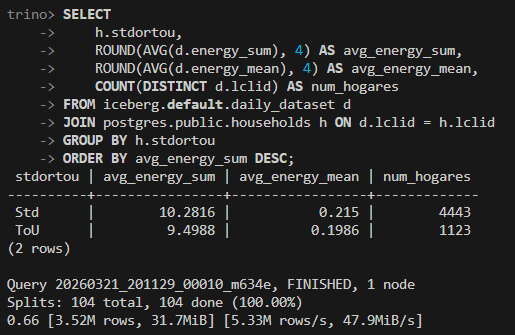 trino> SELECT
    ->     h.stdortou,
    ->     ROUND(AVG(d.energy_sum), 4) AS avg_energy_sum,
    ->     ROUND(AVG(d.energy_mean), 4) AS avg_energy_mean,
    ->     COUNT(DISTINCT d.lclid) AS num_hogares
    -> FROM iceberg.default.daily_dataset d
    -> JOIN postgres.public.households h ON d.lclid = h.lclid
    -> GROUP BY h.stdortou
    -> ORDER BY avg_energy_sum DESC;
 stdortou | avg_energy_sum | avg_energy_mean | num_hogares
----------+----------------+-----------------+-------------
 Std      |        10.2816 |           0.215 |        4443
 ToU      |         9.4988 |          0.1986 |        1123
(2 rows)

Query 20260321_201129_00010_m634e, FINISHED, 1 node
Splits: 104 total, 104 done (100.00%)
0.66 [3.52M rows, 31.7MiB] [5.33M rows/s, 47.9MiB/s]